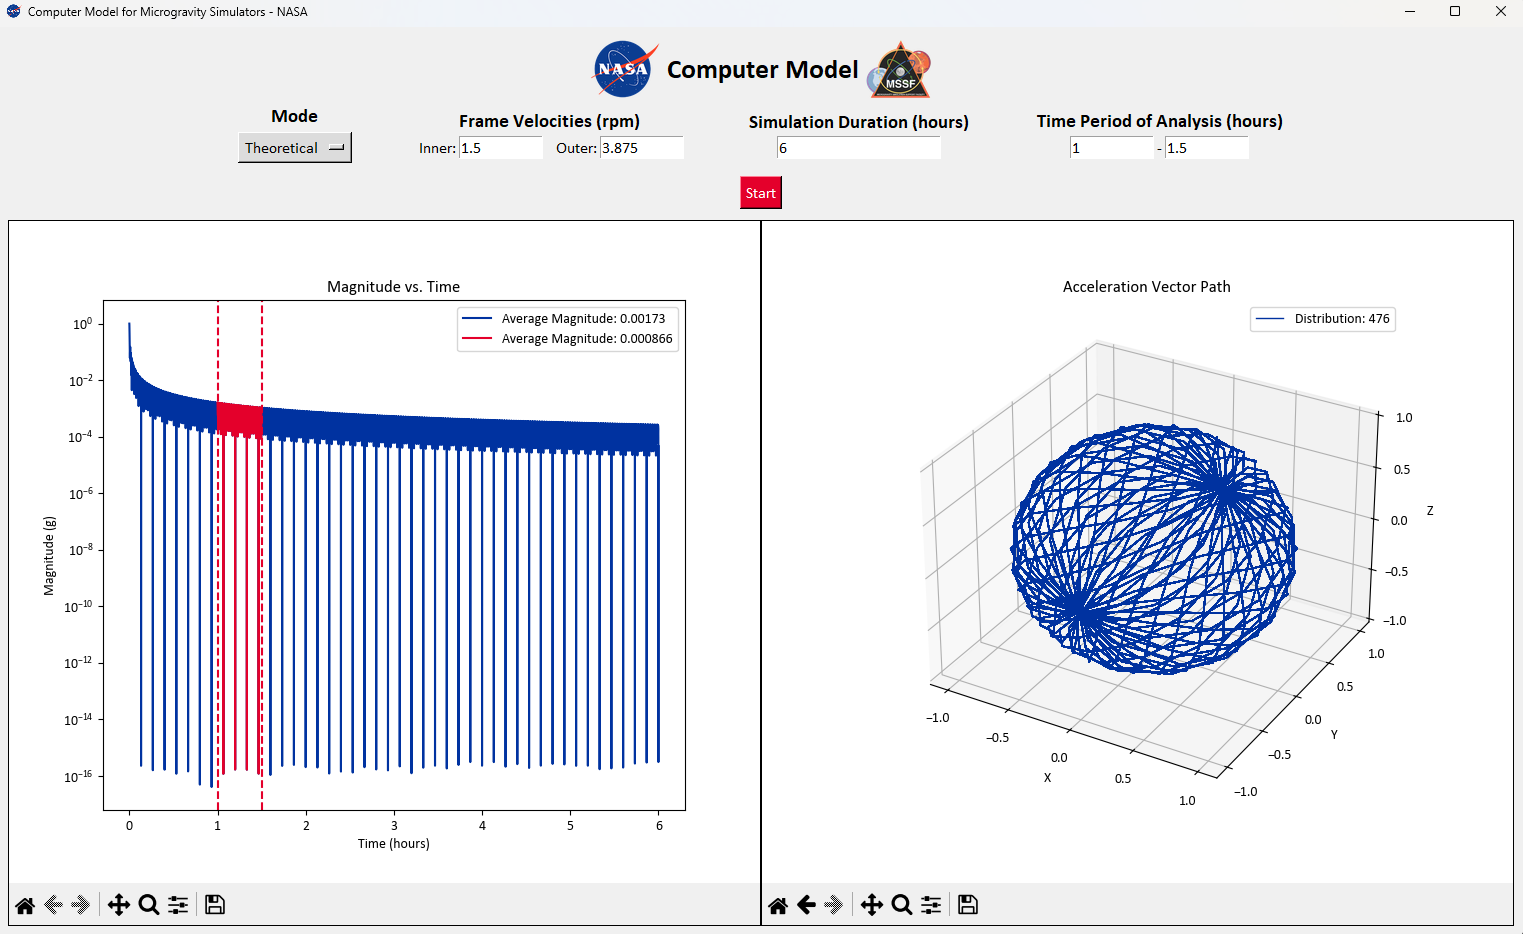 Computer Model for Microgravity Simulators - NASA
NASA
Computer Model
MSSF
Mode
Frame Velocities (rpm)
Simulation Duration (hours)
Time Period of Analysis (hours)
Theoretical
Inner: 1.5
Outer: 3.875
6
1 - 1.5
Start
Magnitude vs. Time
Average Magnitude: 0.00173
Average Magnitude: 0.000866
Magnitude (g)
10⁰
10⁻²
10⁻⁴
10⁻⁶
10⁻⁸
10⁻¹⁰
10⁻¹²
10⁻¹⁴
10⁻¹⁶
0 1 2 3 4 5 6
Time (hours)
Acceleration Vector Path
Distribution: 476
1.0
0.5
0.0
−0.5
−1.0
Z
1.0
0.5
0.0
−0.5
−1.0
Y
−1.0
−0.5
0.0
0.5
1.0
X